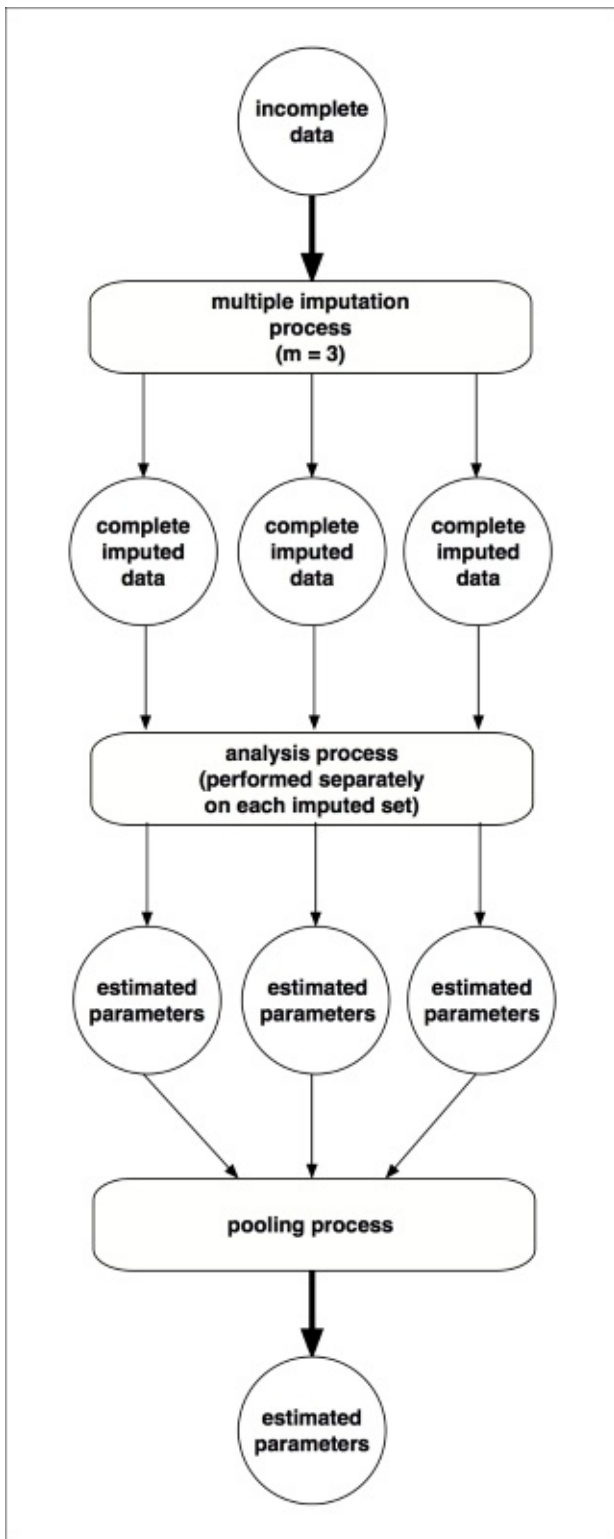 incomplete
data
multiple imputation
process
(m = 3)
complete
imputed
data
complete
imputed
data
complete
imputed
data
analysis process
(performed separately
on each imputed set)
estimated
parameters
estimated
parameters
estimated
parameters
pooling process
estimated
parameters